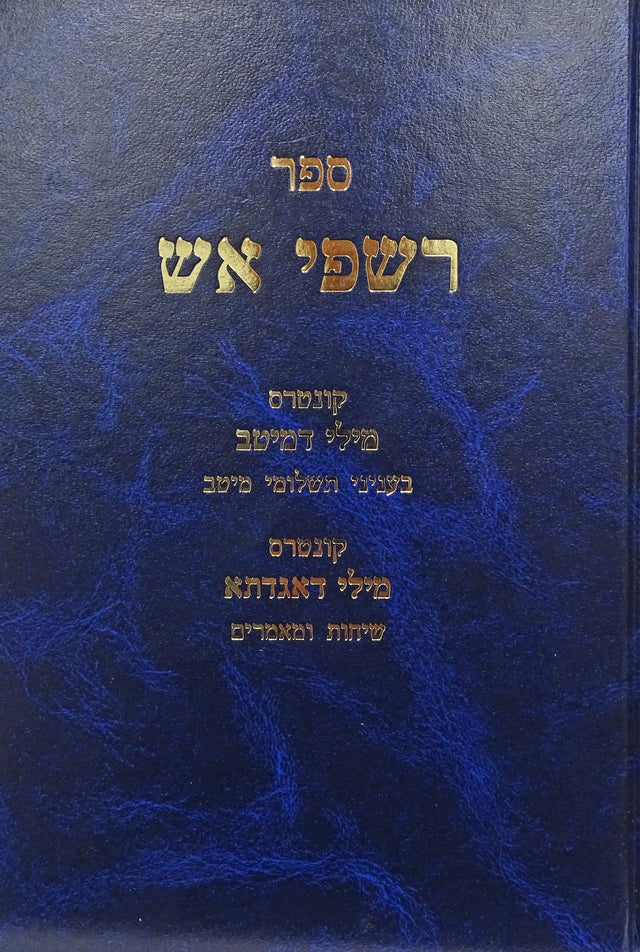 ספר
רשפי אש
קונטרס
מילי דמיטב
בעניני תשלומי מיטב
קונטרס
מילי דאגדתא
שיחות ומאמרים